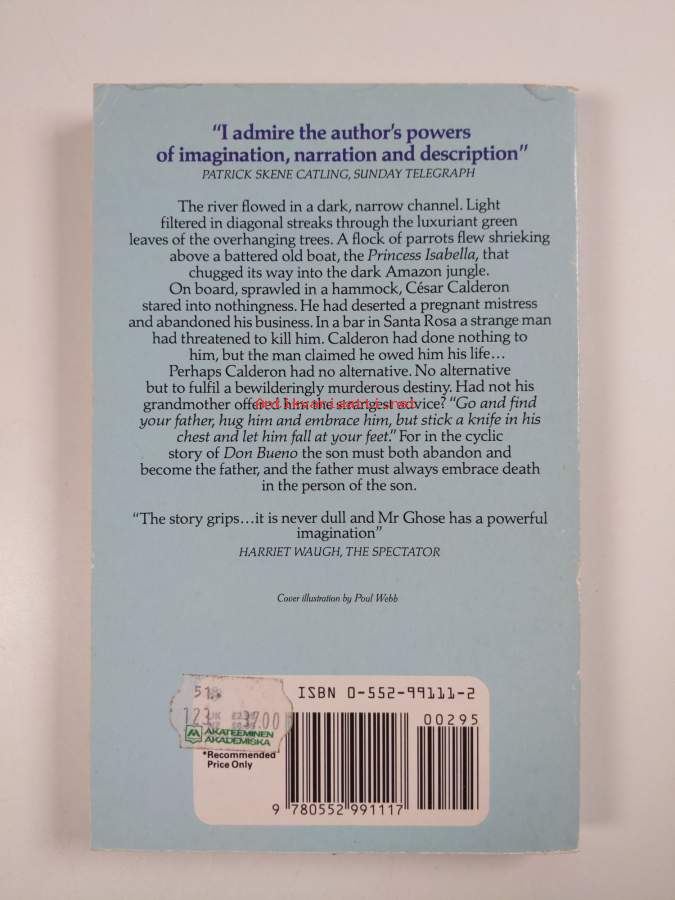 "I admire the author's powers
of imagination, narration and description"
PATRICK SKENE CATLING, SUNDAY TELEGRAPH
The river flowed in a dark, narrow channel. Light
filtered in diagonal streaks through the luxuriant green
leaves of the overhanging trees. A flock of parrots flew shrieking
above a battered old boat, the Princess Isabella, that
chugged its way into the dark Amazon jungle.
On board, sprawled in a hammock, César Calderon
stared into nothingness. He had deserted a pregnant mistress
and abandoned his business. In a bar in Santa Rosa a strange man
had threatened to kill him. Calderon had done nothing to
him, but the man claimed he owed him his life...
Perhaps Calderon had no alternative. No alternative
but to fulfil a bewilderingly murderous destiny. Had not his
grandmother offered him the strangest advice? "Go and find
your father, hug him and embrace him, but stick a knife in his
chest and let him fall at your feet." For in the cyclic
story of Don Bueno the son must both abandon and
become the father, and the father must always embrace death
in the person of the son.
"The story grips...it is never dull and Mr Ghose has a powerful
imagination"
HARRIET WAUGH, THE SPECTATOR
Cover illustration by Poul Webb
ISBN 0-552-99111-2
00295
123 37.00
AKATEEMINEN
AKADEMISKA
*Recommended
Price Only
9 780552 991117